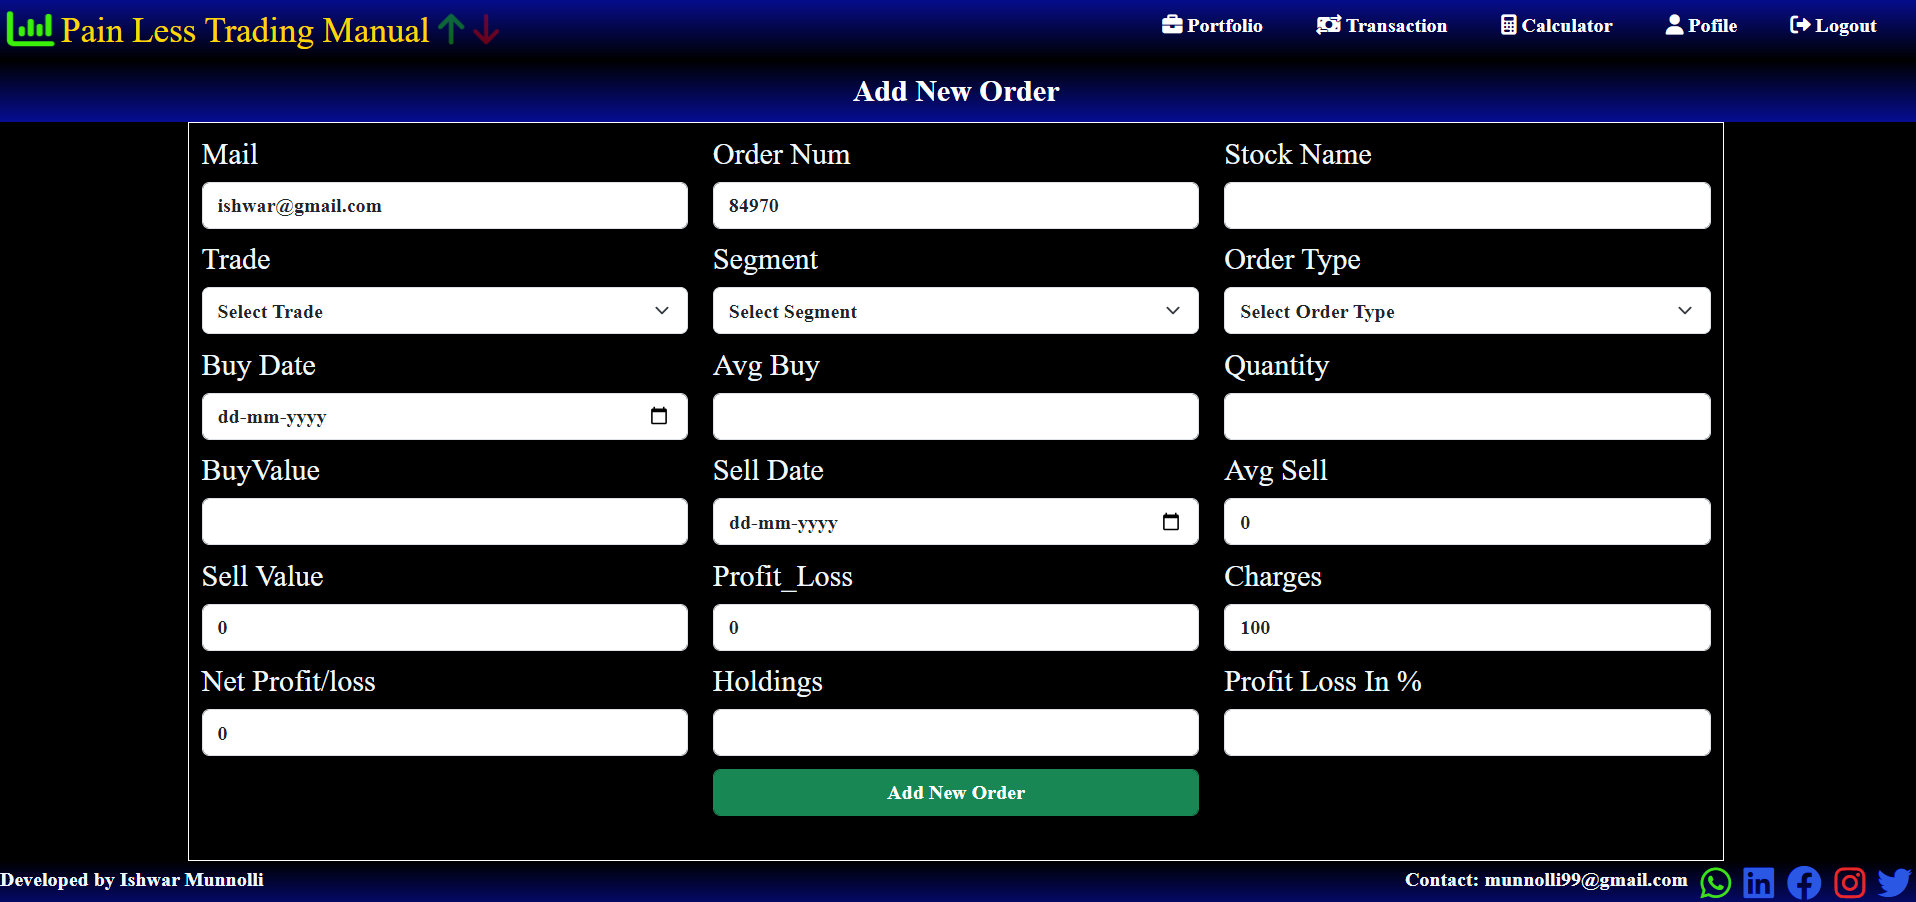 Pain Less Trading Manual Portfolio Transaction Calculator Pofile Logout
Add New Order
Mail Order Num Stock Name
ishwar@gmail.com 84970
Trade Segment Order Type
Select Trade Select Segment Select Order Type
Buy Date Avg Buy Quantity
dd-mm-yyyy
BuyValue Sell Date Avg Sell
dd-mm-yyyy 0
Sell Value Profit_Loss Charges
0 0 100
Net Profit/loss Holdings Profit Loss In %
0
Add New Order
Developed by Ishwar Munnolli Contact: munnolli99@gmail.com